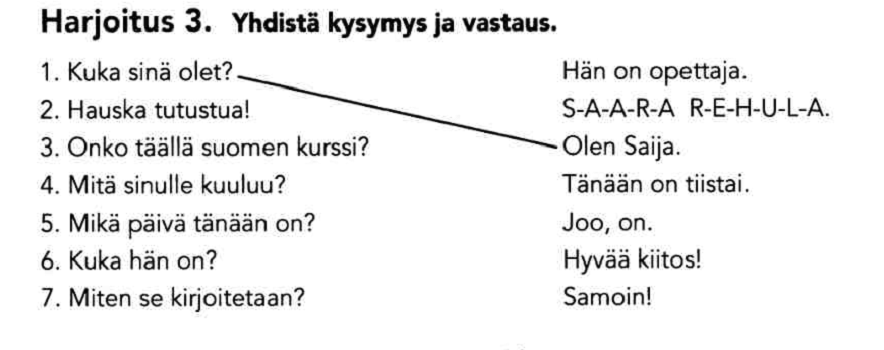 Harjoitus 3. Yhdistä kysymys ja vastaus.
1. Kuka sinä olet? Hän on opettaja.
2. Hauska tutustua! S-A-A-R-A R-E-H-U-L-A.
3. Onko täällä suomen kurssi? Olen Saija.
4. Mitä sinulle kuuluu? Tänään on tiistai.
5. Mikä päivä tänään on? Joo, on.
6. Kuka hän on? Hyvää kiitos!
7. Miten se kirjoitetaan? Samoin!